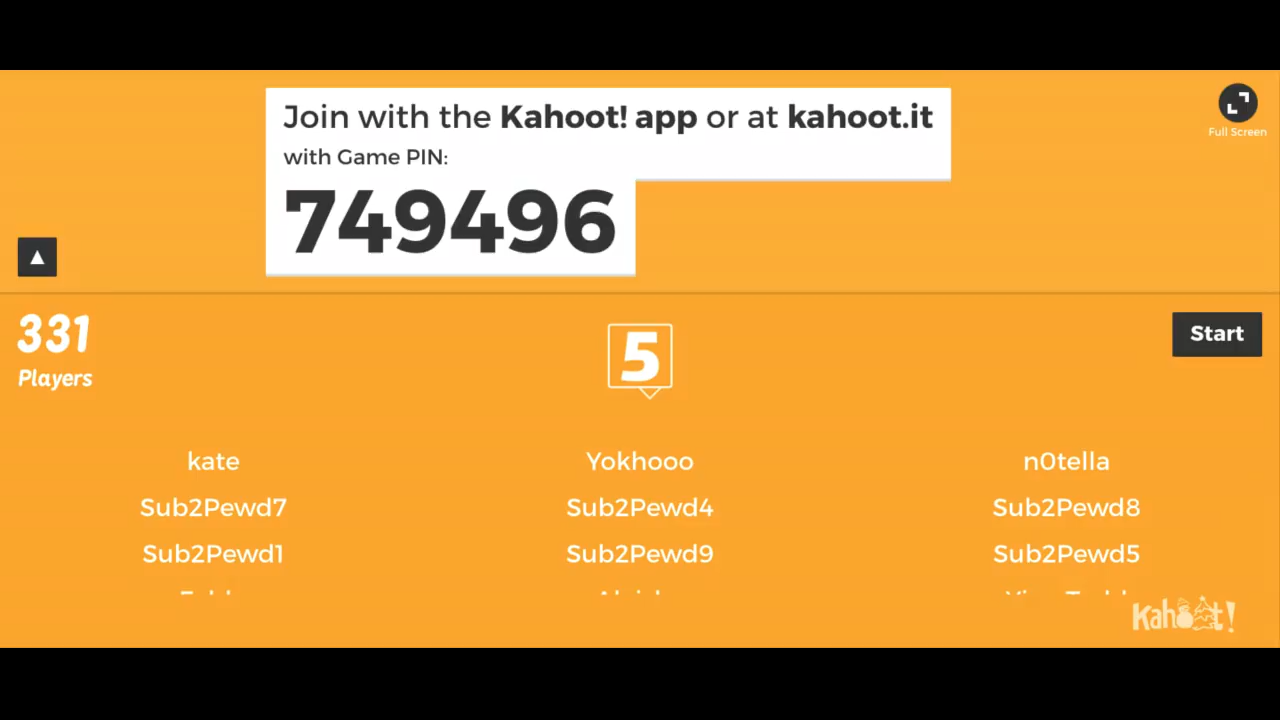 Join with the Kahoot! app or at kahoot.it
with Game PIN:
749496
Full Screen
▲
331
Players
5
Start
kate Yokhooo n0tella
Sub2Pewd7 Sub2Pewd4 Sub2Pewd8
Sub2Pewd1 Sub2Pewd9 Sub2Pewd5
Kahoot!